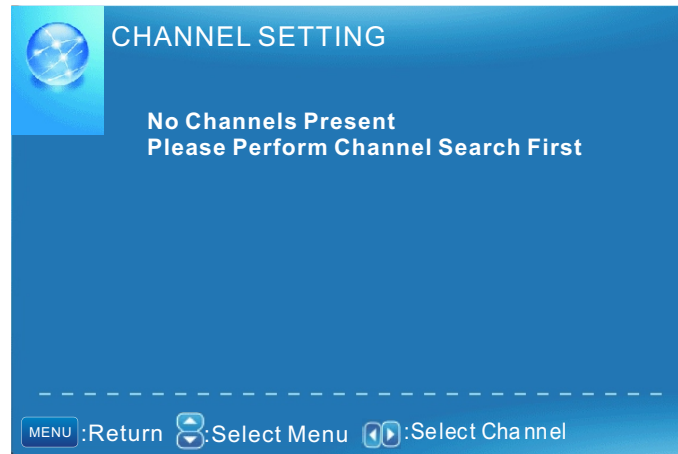 CHANNEL SETTING
No Channels Present
Please Perform Channel Search First
MENU :Return :Select Menu :Select Channel